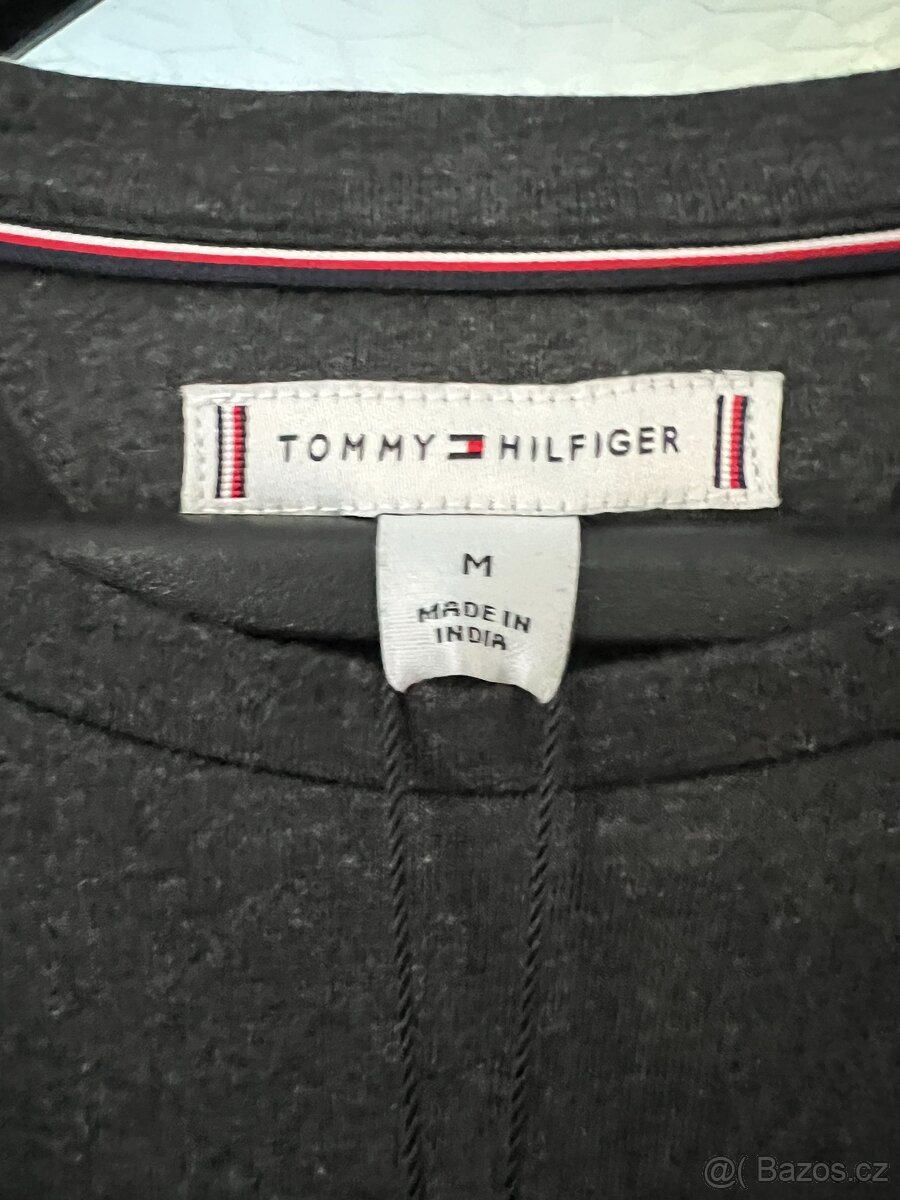 TOMMY HILFIGER
M
MADE IN
INDIA
@( Bazos.cz